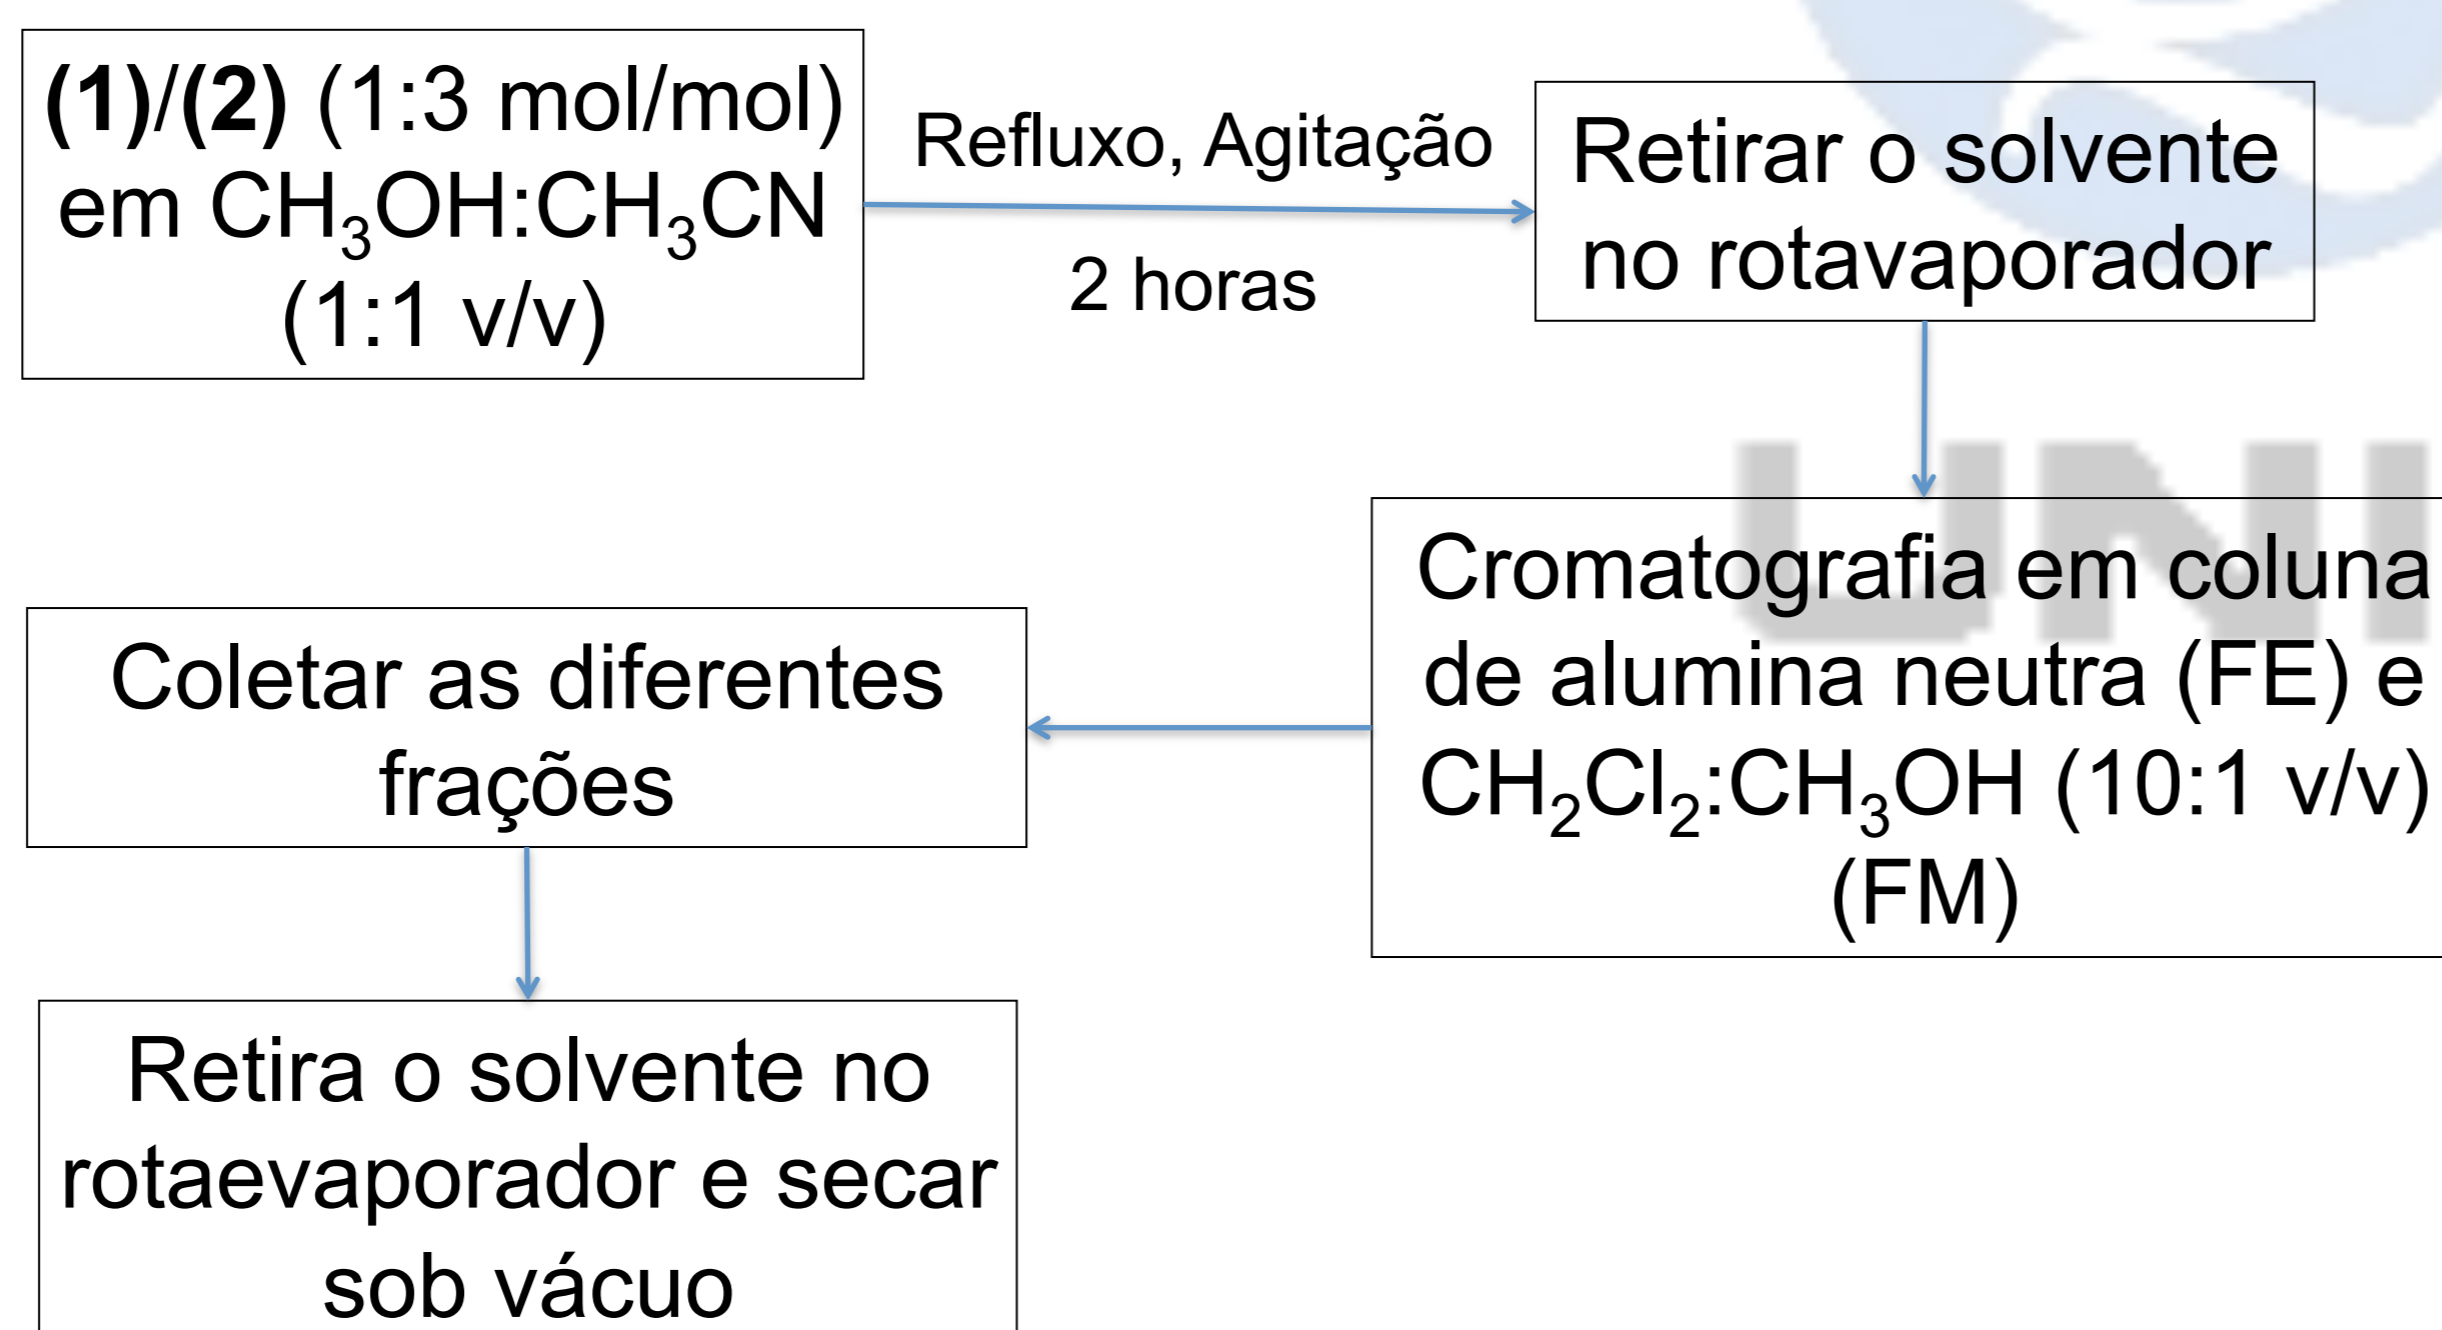 (1)/(2) (1:3 mol/mol)
em CH₃OH:CH₃CN
(1:1 v/v)
Refluxo, Agitação
2 horas
Retirar o solvente
no rotavaporador
UNI
Cromatografia em coluna
de alumina neutra (FE) e
CH₂Cl₂:CH₃OH (10:1 v/v)
(FM)
Coletar as diferentes
frações
Retira o solvente no
rotaevaporador e secar
sob vácuo